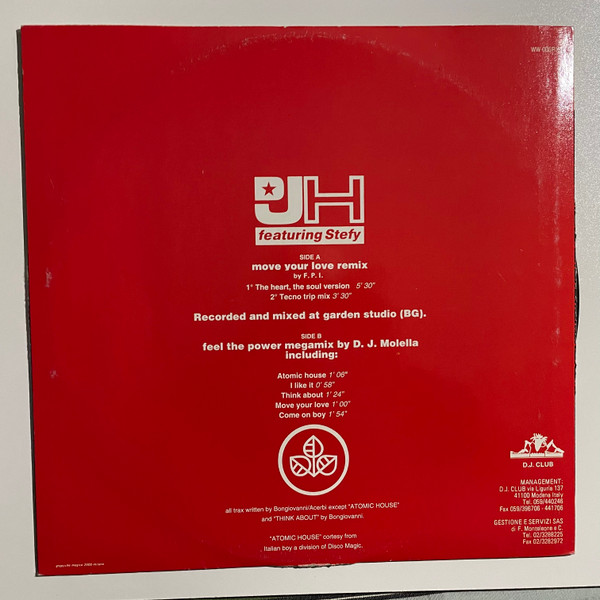 DJH
featuring Stefy
SIDE A
move your love remix
by F. P. I.
1° The heart, the soul version 5' 30"
2° Tecno trip mix 3' 30"
Recorded and mixed at garden studio (BG).
SIDE B
feel the power megamix by D. J. Molella
including:
Atomic house 1' 06"
I like it 0' 58"
Think about 1' 24"
Move your love 1' 00"
Come on boy 1' 54"
D.J. CLUB
MANAGEMENT:
D.J. CLUB via Liguria 137
41100 Modena Italy
Tel. 059/440246
Fax 059/396706 - 441706
GESTIONE E SERVIZI SAS
di F. Monteleone e C.
Tel. 02/3288225
Fax 02/3282972
all trax written by Bongiovanni/Acerbi except "ATOMIC HOUSE"
and "THINK ABOUT" by Bongiovanni.
"ATOMIC HOUSE" cortesy from
Italian boy a division of Disco Magic.